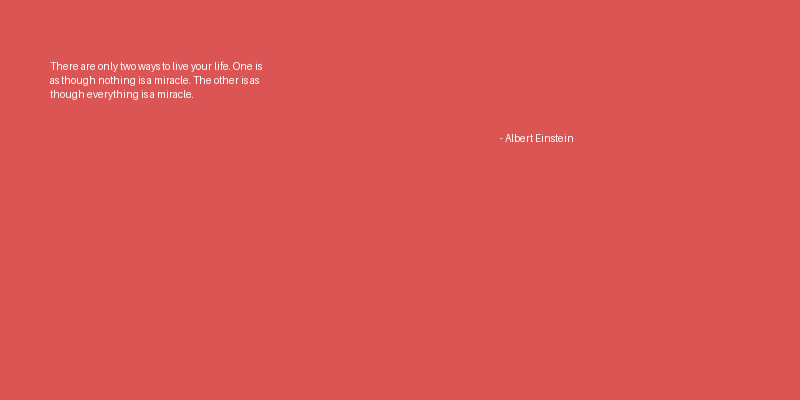 There are only two ways to live your life. One is
as though nothing is a miracle. The other is as
though everything is a miracle.
- Albert Einstein